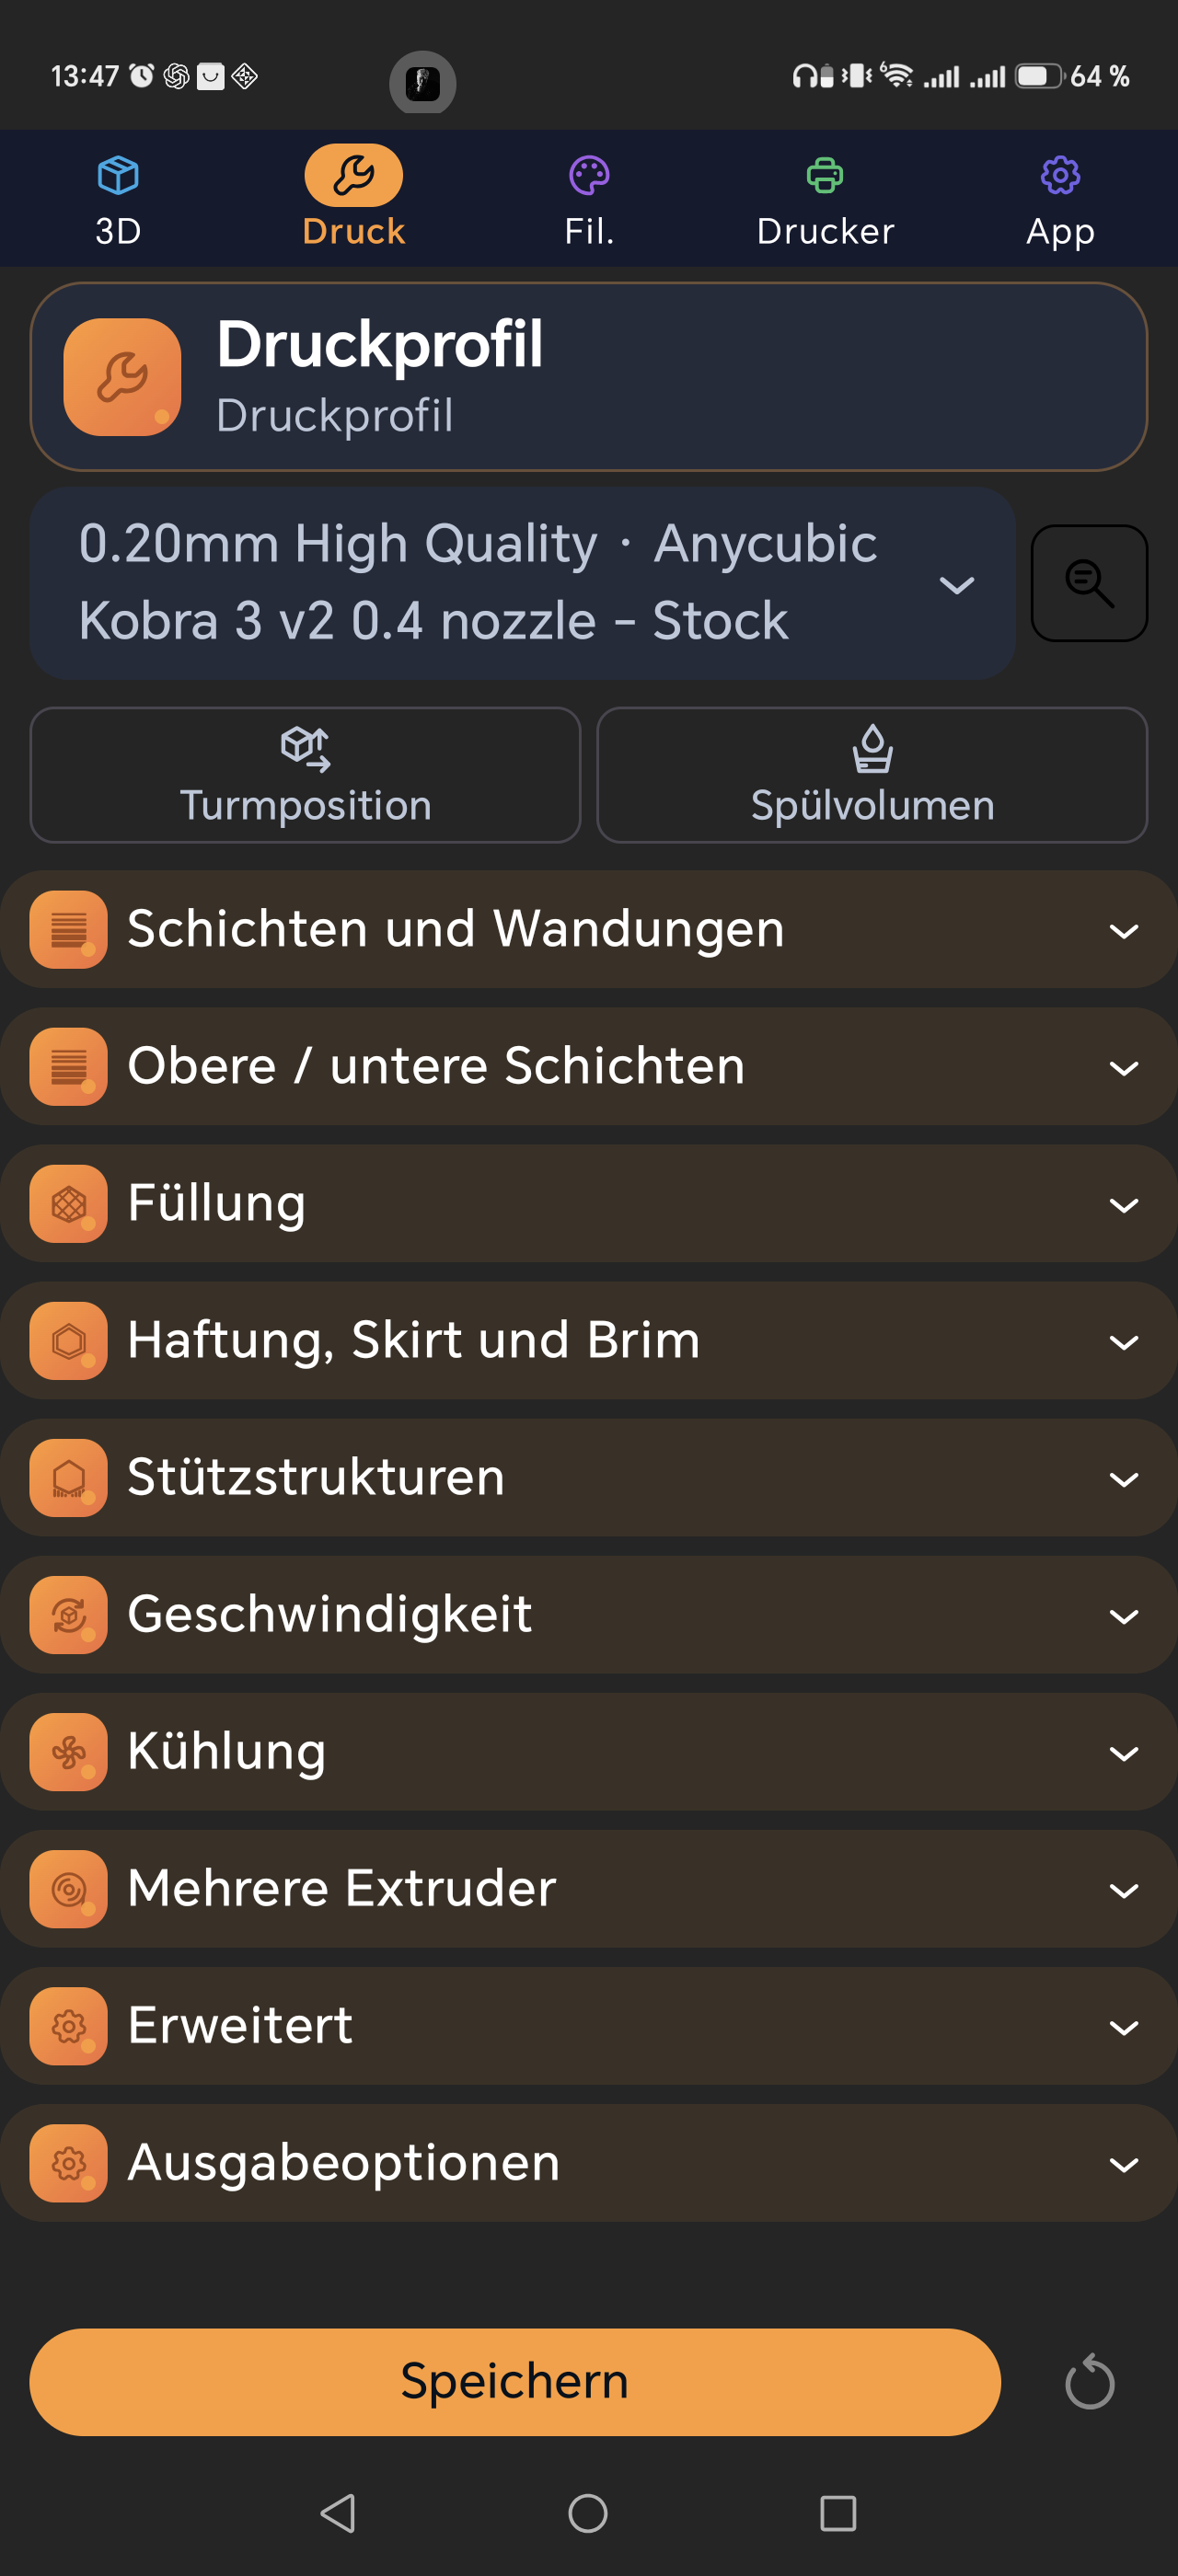 13:47
6
64 %
3D
Druck
Fil.
Drucker
App
Druckprofil
Druckprofil
0.20mm High Quality · Anycubic
Kobra 3 v2 0.4 nozzle - Stock
Turmposition
Spülvolumen
Schichten und Wandungen
Obere / untere Schichten
Füllung
Haftung, Skirt und Brim
Stützstrukturen
Geschwindigkeit
Kühlung
Mehrere Extruder
Erweitert
Ausgabeoptionen
Speichern